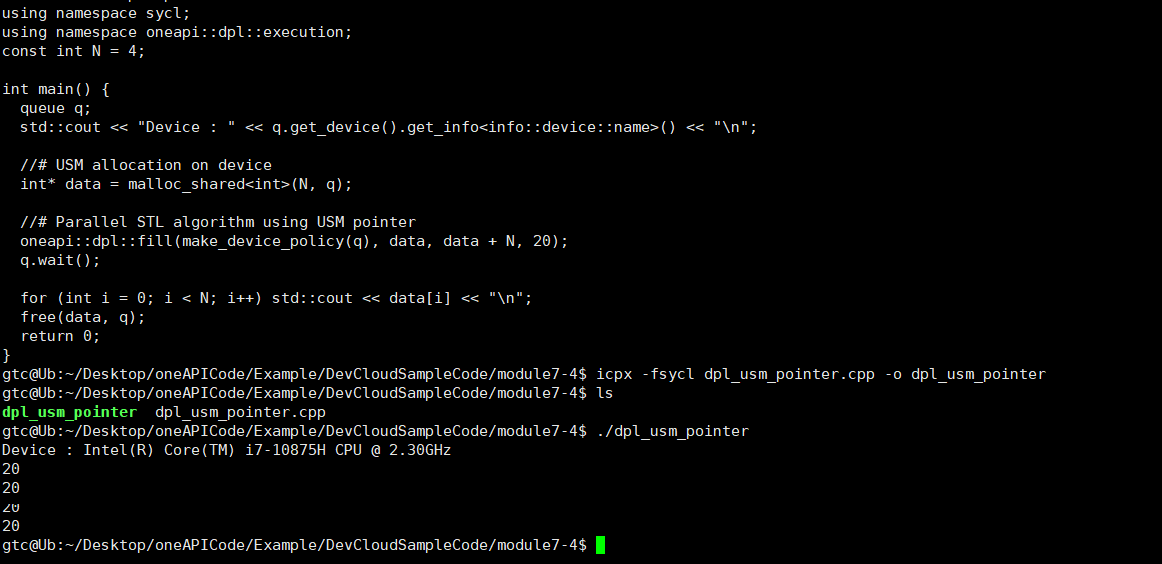 using namespace sycl;
using namespace oneapi::dpl::execution;
const int N = 4;
int main() {
  queue q;
  std::cout << "Device : " << q.get_device().get_info<info::device::name>() << "\n";
  //# USM allocation on device
  int* data = malloc_shared<int>(N, q);
  //# Parallel STL algorithm using USM pointer
  oneapi::dpl::fill(make_device_policy(q), data, data + N, 20);
  q.wait();
  for (int i = 0; i < N; i++) std::cout << data[i] << "\n";
  free(data, q);
  return 0;
}
gtc@Ub:~/Desktop/oneAPICode/Example/DevCloudSampleCode/module7-4$ icpx -fsycl dpl_usm_pointer.cpp -o dpl_usm_pointer
gtc@Ub:~/Desktop/oneAPICode/Example/DevCloudSampleCode/module7-4$ ls
dpl_usm_pointer  dpl_usm_pointer.cpp
gtc@Ub:~/Desktop/oneAPICode/Example/DevCloudSampleCode/module7-4$ ./dpl_usm_pointer
Device : Intel(R) Core(TM) i7-10875H CPU @ 2.30GHz
20
20
20
20
gtc@Ub:~/Desktop/oneAPICode/Example/DevCloudSampleCode/module7-4$